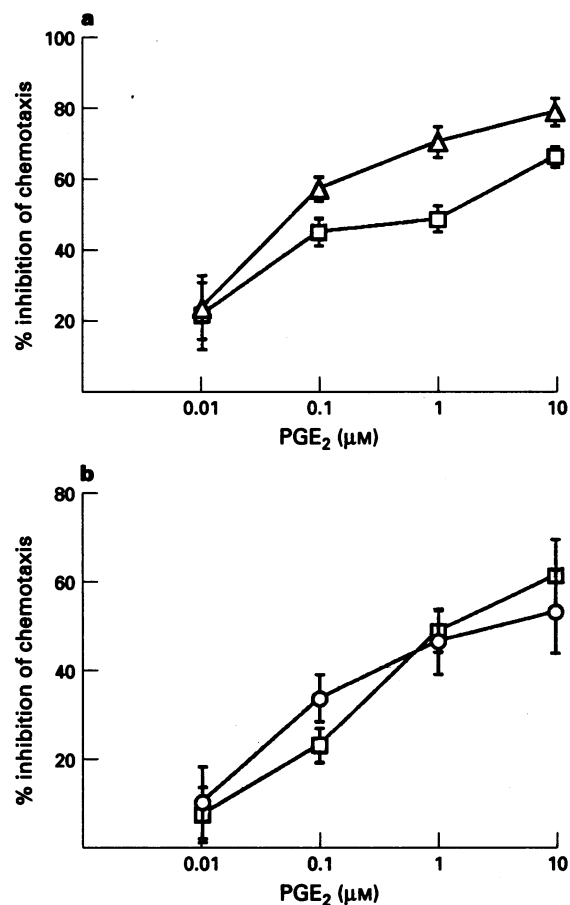 a
100
80
60
40
20
% inhibition of chemotaxis
0.01 0.1 1 10
PGE₂ (μM)
b
80
60
40
20
% inhibition of chemotaxis
0.01 0.1 1 10
PGE₂ (μM)